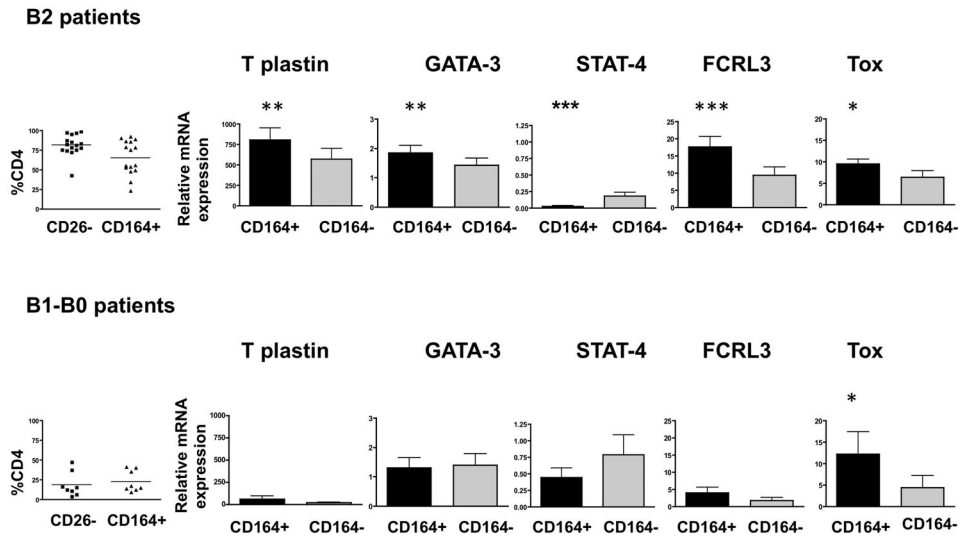 B2 patients
T plastin GATA-3 STAT-4 FCRL3 Tox
** ** *** *** *
%CD4
100
75
50
25
0
CD26- CD164+
Relative mRNA
expression
1000
750
500
250
0
CD164+ CD164-
3
2
1
0
CD164+ CD164-
1.25
1.00
0.75
0.50
0.25
0.00
CD164+ CD164-
25
20
15
10
5
0
CD164+ CD164-
20
15
10
5
0
CD164+ CD164-
B1-B0 patients
T plastin GATA-3 STAT-4 FCRL3 Tox
*
%CD4
100
75
50
25
0
CD26- CD164+
Relative mRNA
expression
1000
750
500
250
0
CD164+ CD164-
3
2
1
0
CD164+ CD164-
1.25
1.00
0.75
0.50
0.25
0.00
CD164+ CD164-
25
20
15
10
5
0
CD164+ CD164-
20
15
10
5
0
CD164+ CD164-